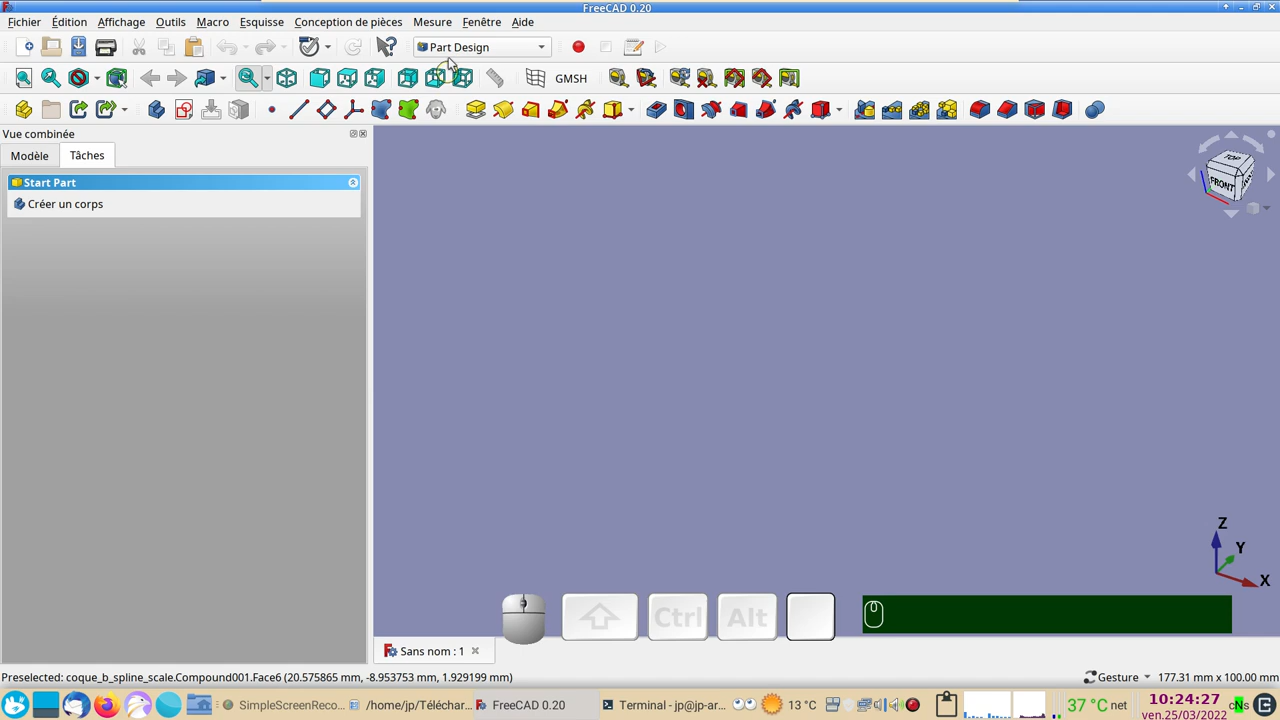 FreeCAD 0.20
Fichier Édition Affichage Outils Macro Esquisse Conception de pièces Mesure Fenêtre Aide
Part Design
GMSH
Vue combinée
Modèle Tâches
Start Part
Créer un corps
TOP
FRONT
Z
Y
X
Ctrl Alt
Sans nom : 1
Preselected: coque_b_spline_scale.Compound001.Face6 (20.575865 mm, -8.953753 mm, 1.929199 mm) Gesture 177.31 mm x 100.00 mm
SimpleScreenReco... /home/jp/Téléchar... FreeCAD 0.20 Terminal - jp@jp-ar... 13 °C 37 °C net 10:24:27 cNs
ven.25/03/2022